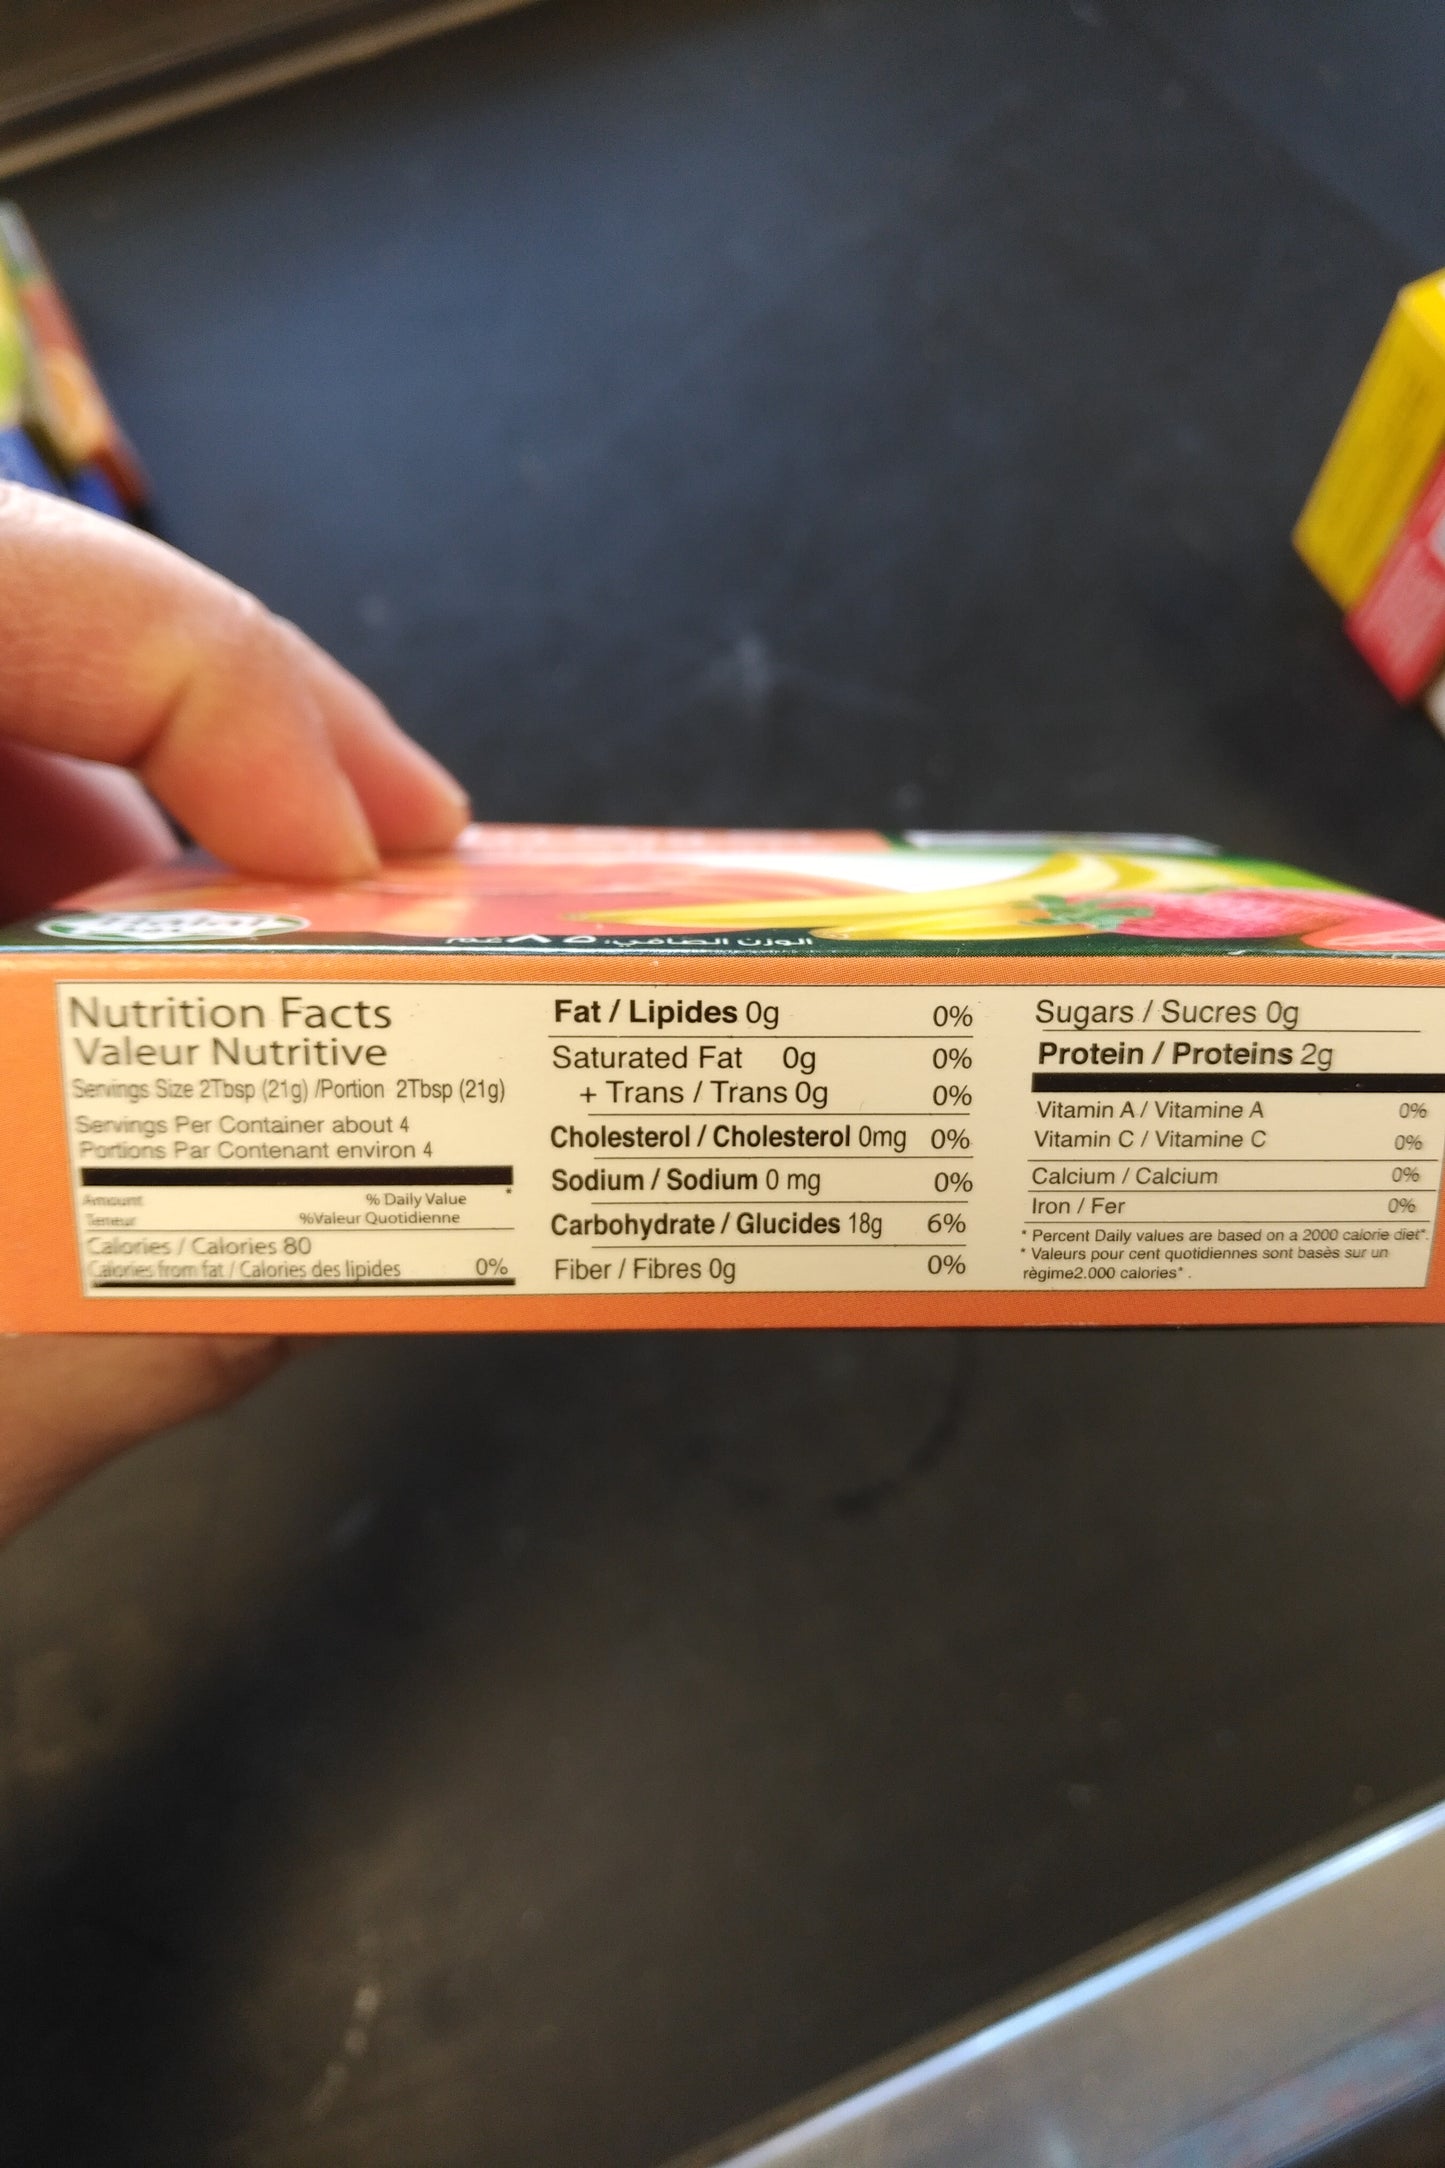 الوزن الصافي: ٨٥ غم
Nutrition Facts
Valeur Nutritive
Servings Size 2Tbsp (21g) /Portion 2Tbsp (21g)
Servings Per Container about 4
Portions Par Contenant environ 4
Amount % Daily Value *
Teneur %Valeur Quotidienne
Calories / Calories 80
Calories from fat / Calories des lipides 0%
Fat / Lipides 0g 0%
Saturated Fat 0g 0%
+ Trans / Trans 0g 0%
Cholesterol / Cholesterol 0mg 0%
Sodium / Sodium 0 mg 0%
Carbohydrate / Glucides 18g 6%
Fiber / Fibres 0g 0%
Sugars / Sucres 0g
Protein / Proteins 2g
Vitamin A / Vitamine A 0%
Vitamin C / Vitamine C 0%
Calcium / Calcium 0%
Iron / Fer 0%
* Percent Daily values are based on a 2000 calorie diet*.
* Valeurs pour cent quotidiennes sont basès sur un
règime2.000 calories* .